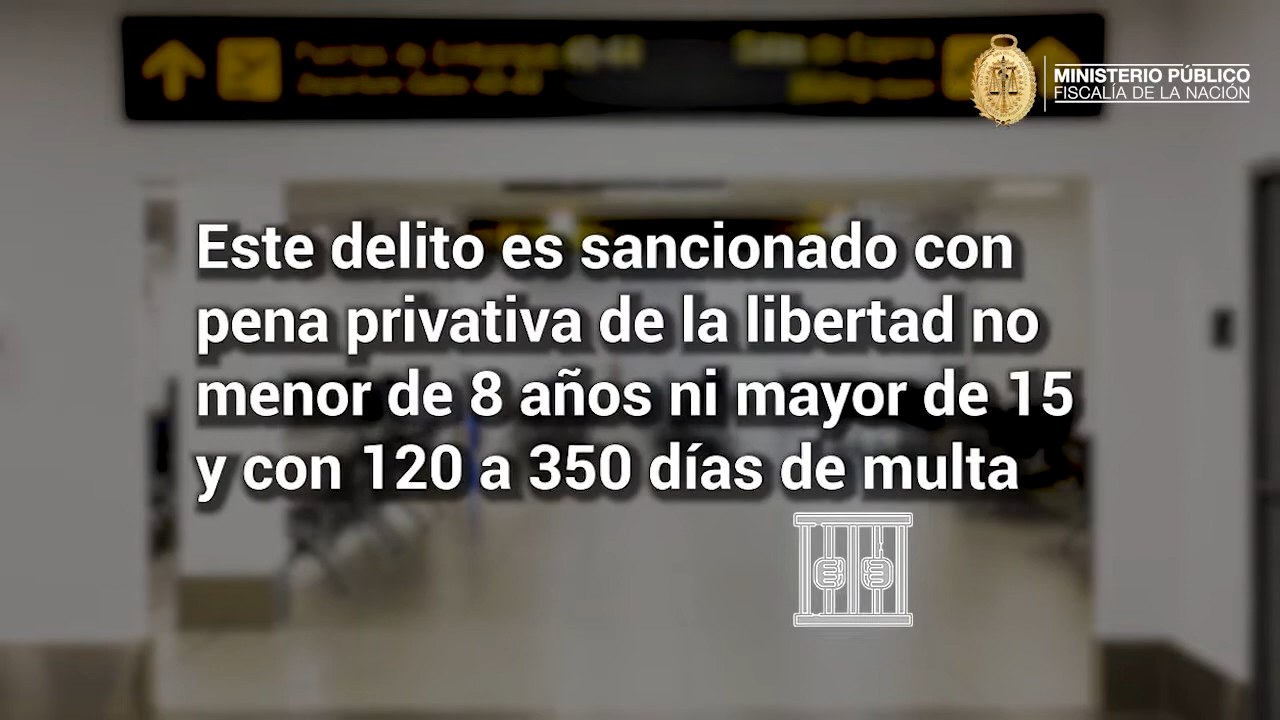 MINISTERIO PÚBLICO
FISCALÍA DE LA NACIÓN
Este delito es sancionado con
pena privativa de la libertad no
menor de 8 años ni mayor de 15
y con 120 a 350 días de multa